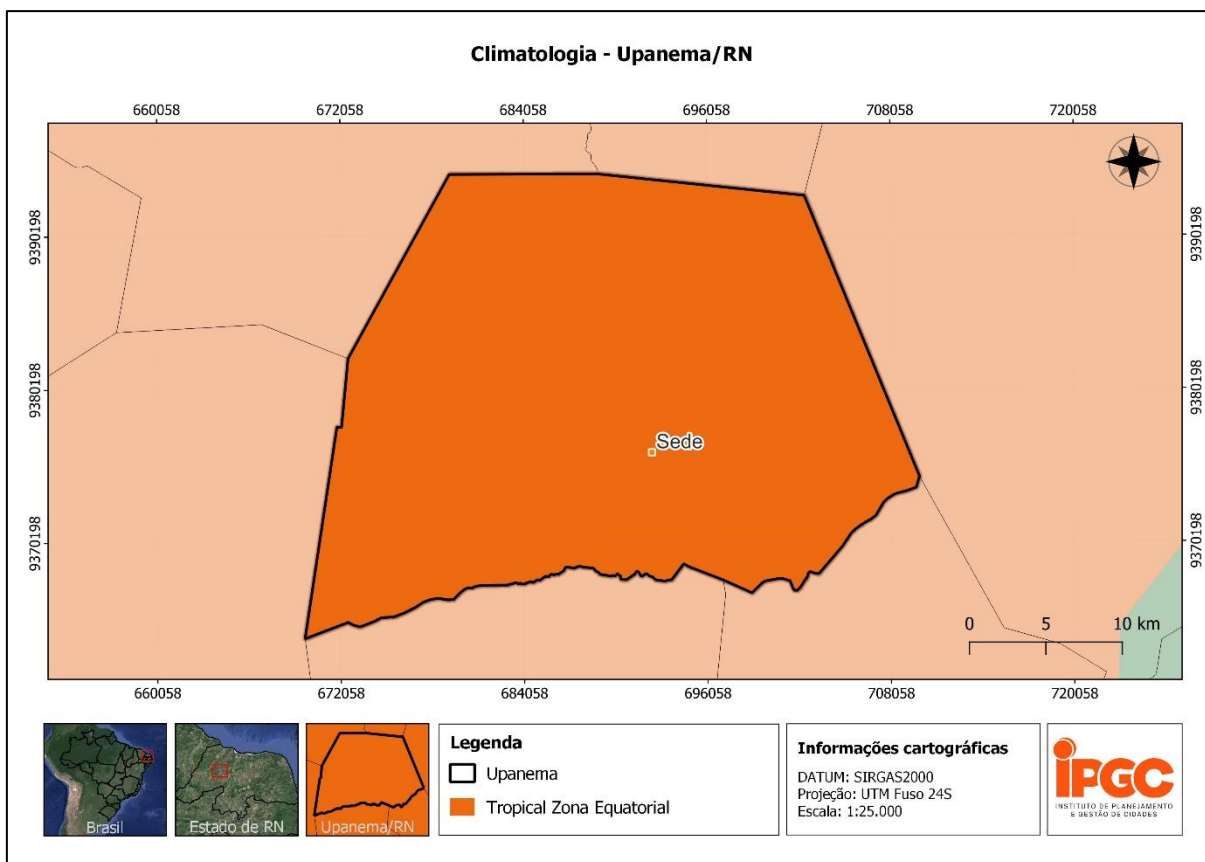 Climatologia - Upanema/RN
660058 672058 684058 696058 708058 720058
9390198 9390198
9380198 9380198
Sede
9370198 9370198
0 5 10 km
660058 672058 684058 696058 708058 720058
Brasil
Estado de RN
Upanema/RN
Legenda
Upanema
Tropical Zona Equatorial
Informações cartográficas
DATUM: SIRGAS2000
Projeção: UTM Fuso 24S
Escala: 1:25.000
iPGC
INSTITUTO DE PLANEJAMENTO
E GESTÃO DE CIDADES